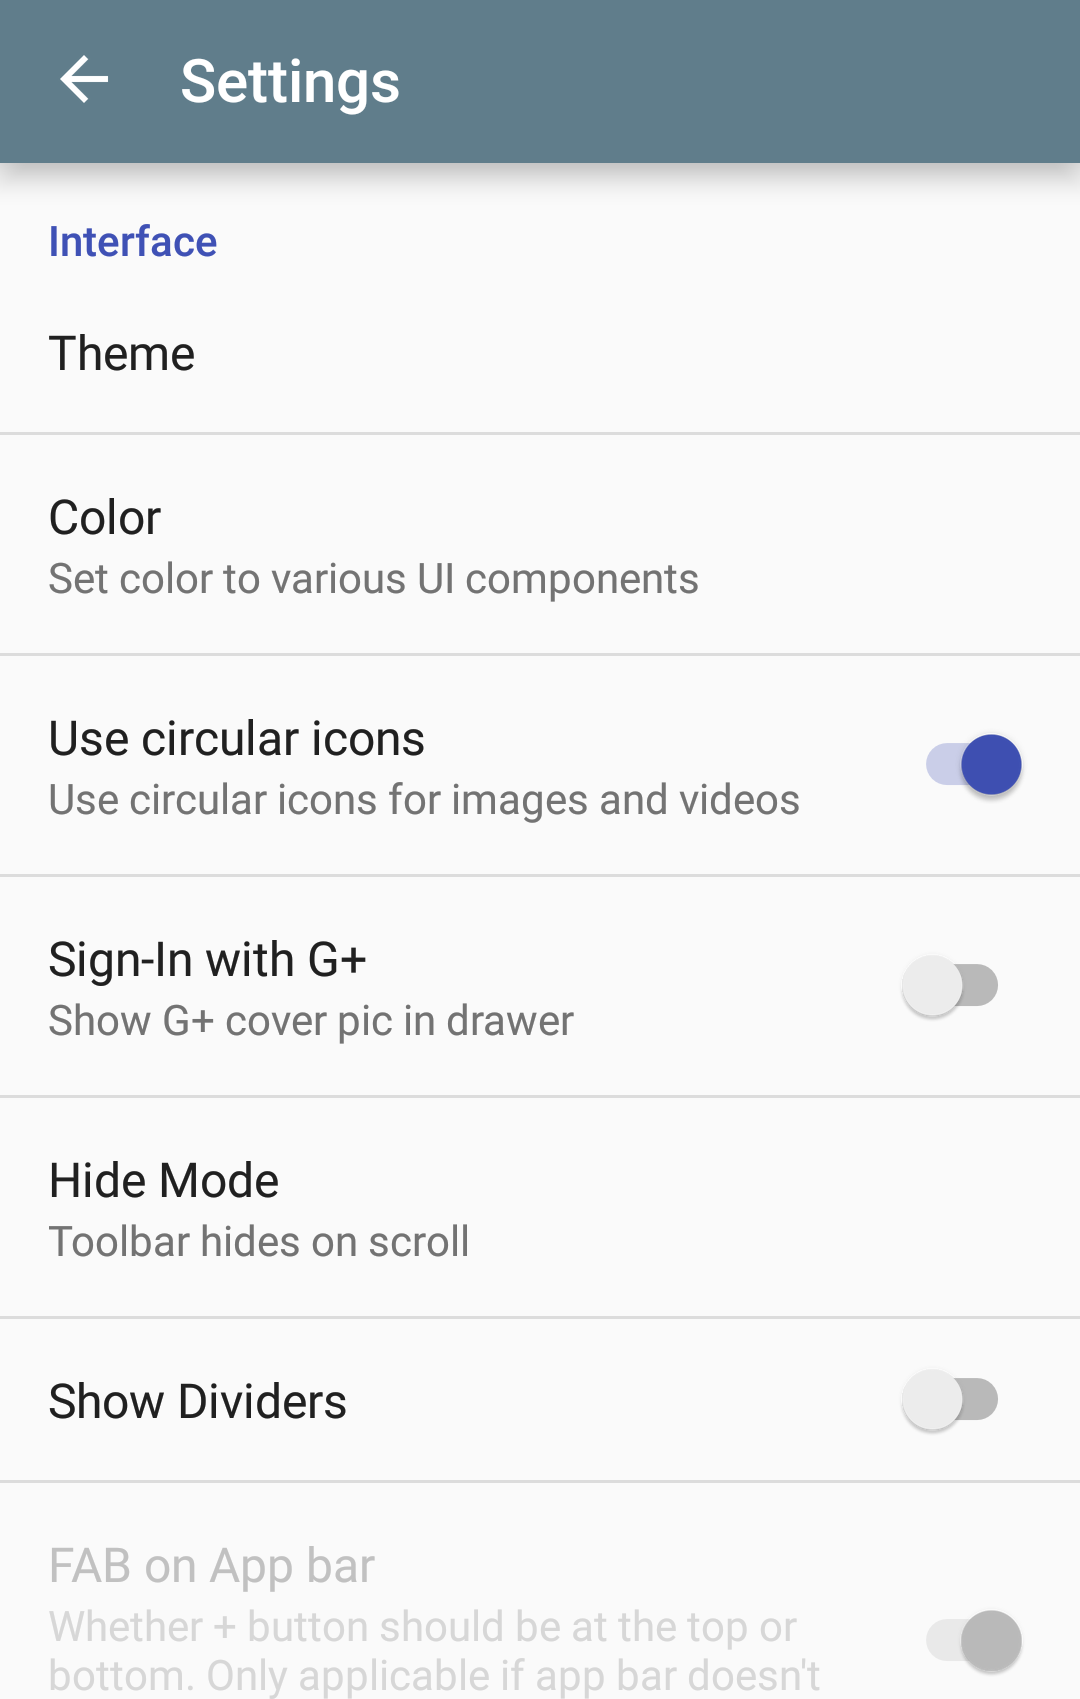 Settings
Interface
Theme
Color
Set color to various UI components
Use circular icons
Use circular icons for images and videos
Sign-In with G+
Show G+ cover pic in drawer
Hide Mode
Toolbar hides on scroll
Show Dividers
FAB on App bar
Whether + button should be at the top or
bottom. Only applicable if app bar doesn't